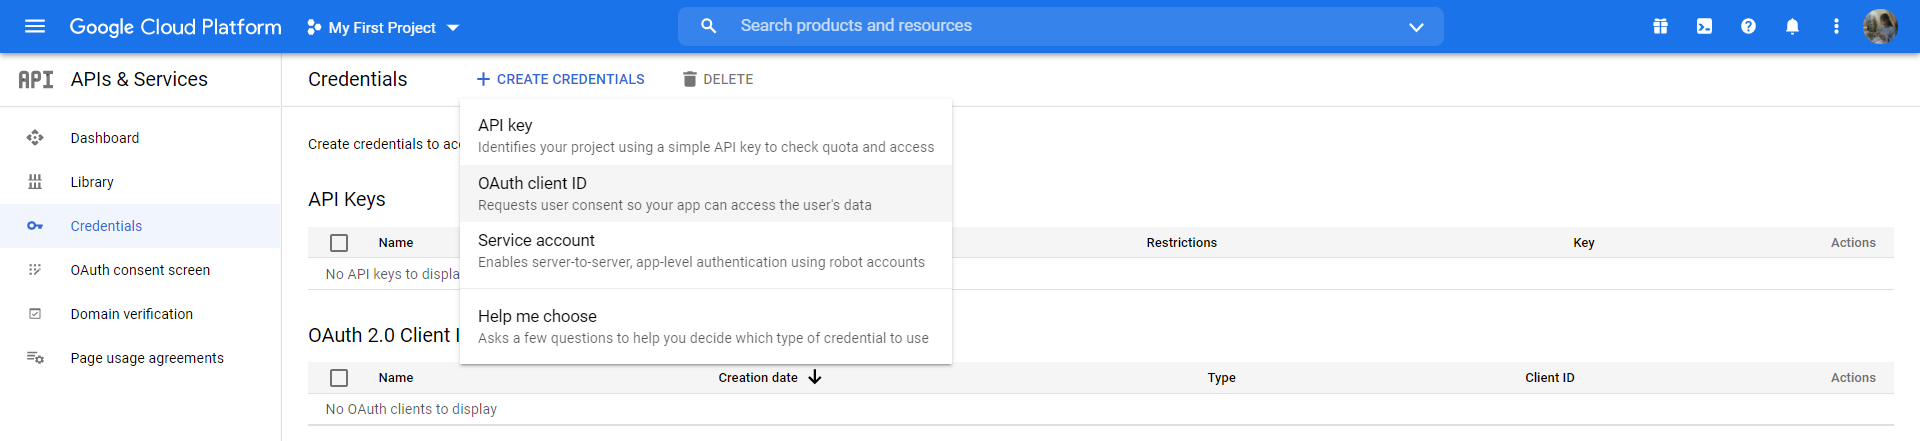 Google Cloud Platform
My First Project
Search products and resources
API
APIs & Services
Credentials
CREATE CREDENTIALS
DELETE
Dashboard
Library
Credentials
OAuth consent screen
Domain verification
Page usage agreements
Create credentials to
API key
Identifies your project using a simple API key to check quota and access
OAuth client ID
Requests user consent so your app can access the user's data
Service account
Enables server-to-server, app-level authentication using robot accounts
Help me choose
Asks a few questions to help you decide which type of credential to use
API Keys
Name Restrictions Key Actions
No API keys to
OAuth 2.0 Client
Name Creation date Type Client ID Actions
No OAuth clients to display